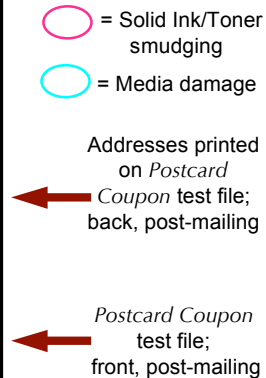 = Solid Ink/Toner
smudging
= Media damage
Addresses printed
on Postcard
Coupon test file;
back, post-mailing
Postcard Coupon
test file;
front, post-mailing